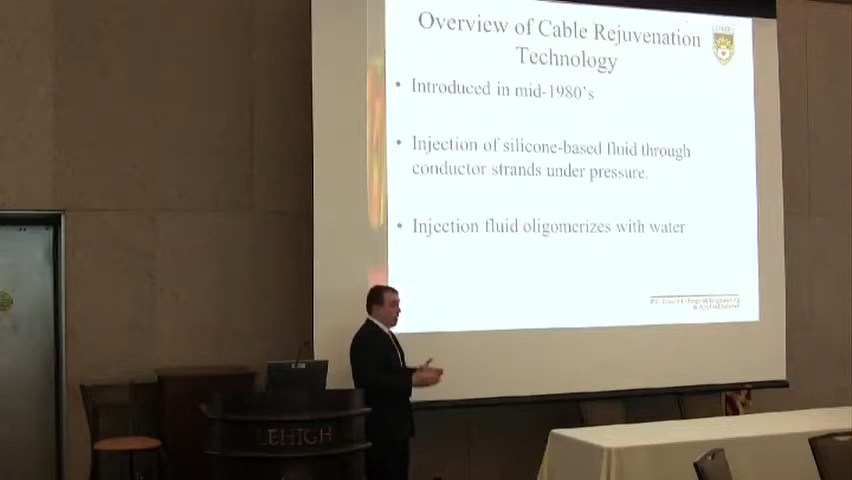 Overview of Cable Rejuvenation
Technology
• Introduced in mid-1980's
• Injection of silicone-based fluid through
conductor strands under pressure.
• Injection fluid oligomerizes with water
LEHIGH